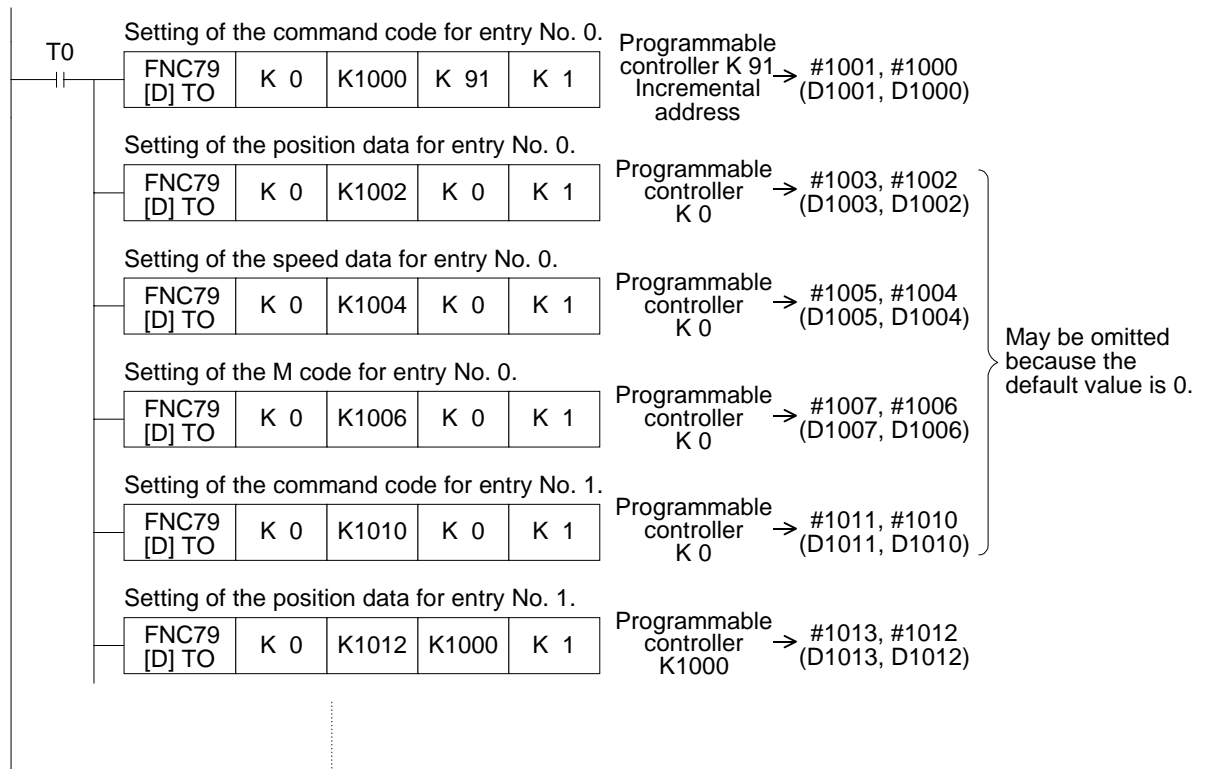 T0
Setting of the command code for entry No. 0.
FNC79
[D] TO
K 0
K1000
K 91
K 1
Programmable
controller K 91
Incremental
address
→ #1001, #1000
(D1001, D1000)
Setting of the position data for entry No. 0.
FNC79
[D] TO
K 0
K1002
K 0
K 1
Programmable
controller
K 0
→ #1003, #1002
(D1003, D1002)
Setting of the speed data for entry No. 0.
FNC79
[D] TO
K 0
K1004
K 0
K 1
Programmable
controller
K 0
→ #1005, #1004
(D1005, D1004)
Setting of the M code for entry No. 0.
FNC79
[D] TO
K 0
K1006
K 0
K 1
Programmable
controller
K 0
→ #1007, #1006
(D1007, D1006)
Setting of the command code for entry No. 1.
FNC79
[D] TO
K 0
K1010
K 0
K 1
Programmable
controller
K 0
→ #1011, #1010
(D1011, D1010)
May be omitted
because the
default value is 0.
Setting of the position data for entry No. 1.
FNC79
[D] TO
K 0
K1012
K1000
K 1
Programmable
controller
K1000
→ #1013, #1012
(D1013, D1012)